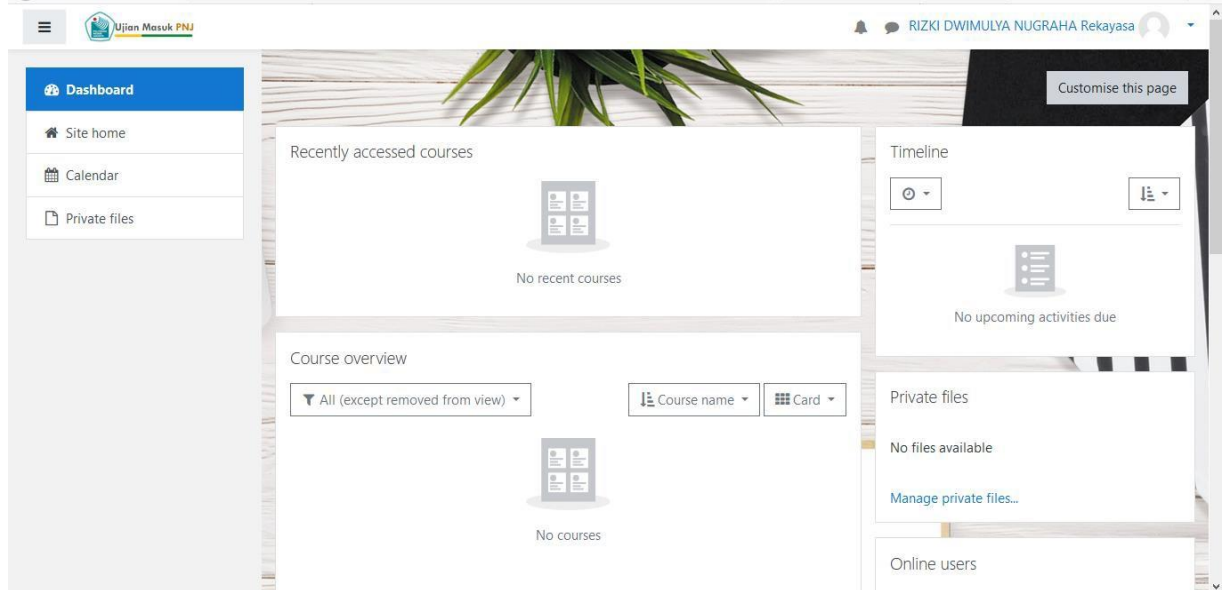 Ujian Masuk PNJ
RIZKI DWIMULYA NUGRAHA Rekayasa
Dashboard
Site home
Calendar
Private files
Customise this page
Recently accessed courses
No recent courses
Course overview
All (except removed from view)
Course name
Card
No courses
Timeline
No upcoming activities due
Private files
No files available
Manage private files...
Online users